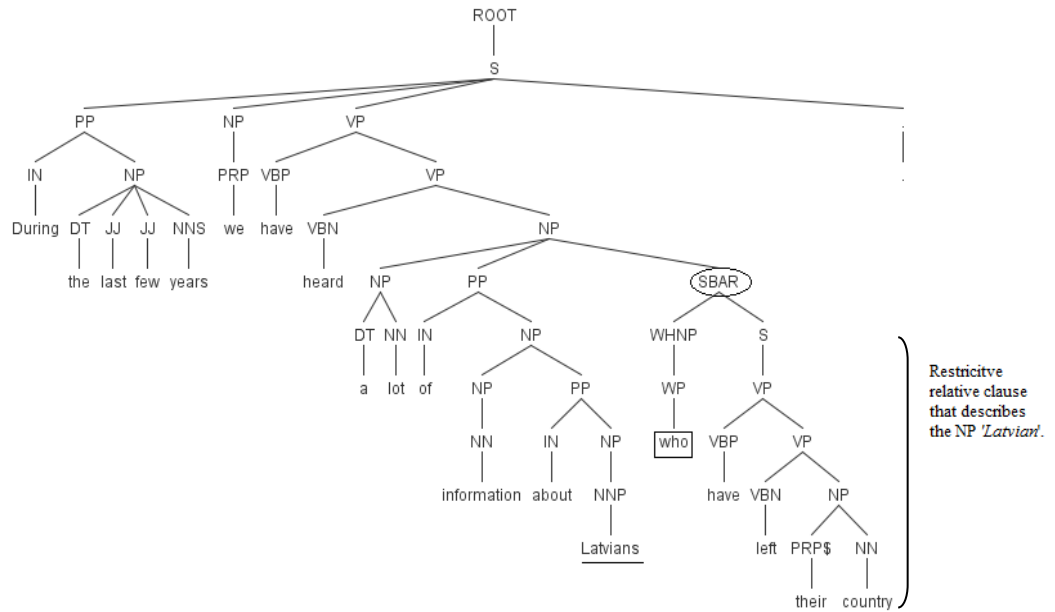 ROOT
S
PP NP VP .
IN NP PRP VBP VP .
During DT JJ JJ NNS we have VBN NP
the last few years heard NP PP SBAR
DT NN IN NP WHNP S
a lot of NP PP WP VP
NN IN NP who VBP VP
information about NNP have VBN NP
Latvians left PRP$ NN
their country
Restricitve
relative clause
that describes
the NP 'Latvian'.